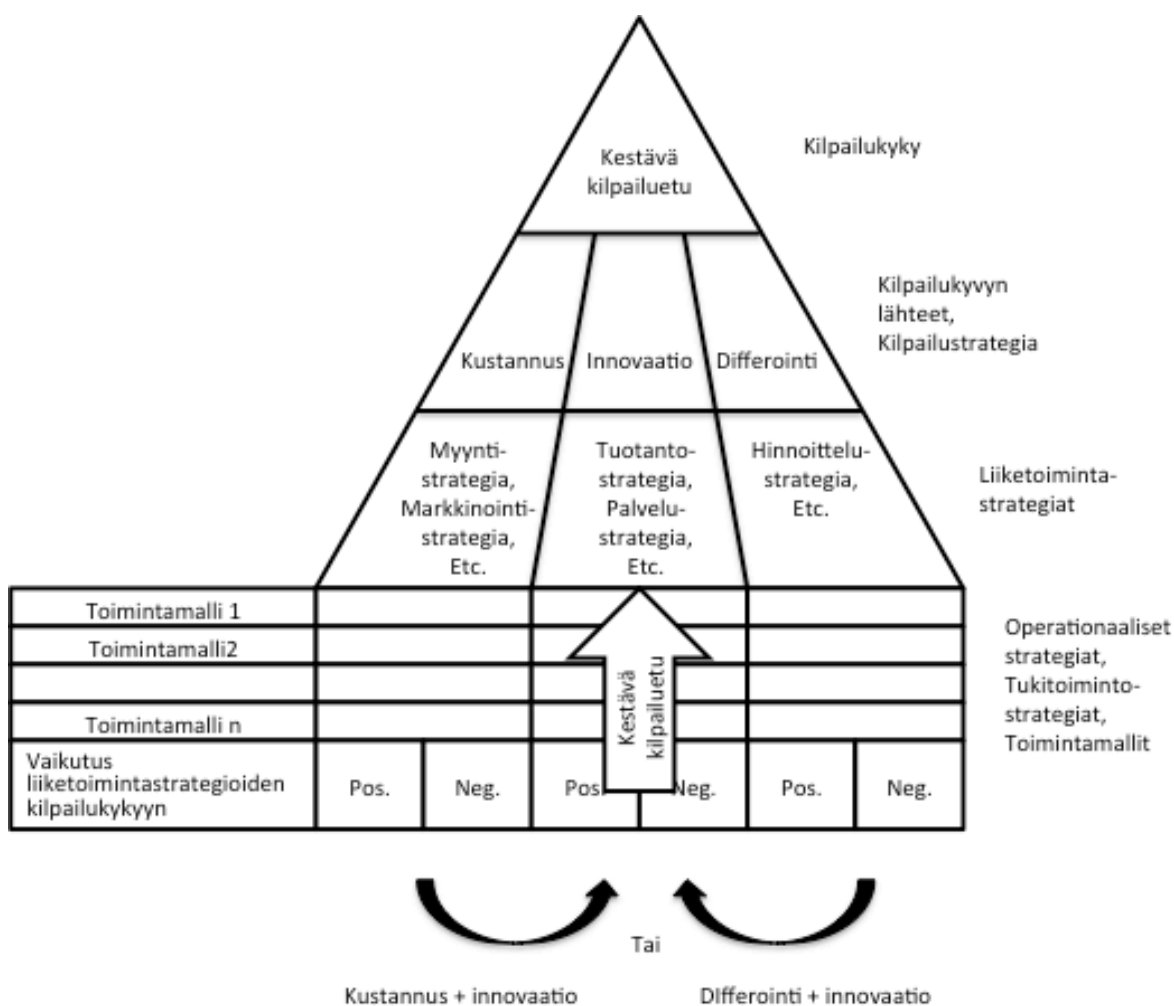 Kestävä
kilpailuetu
Kilpailukyky
Kustannus
Innovaatio
Differointi
Kilpailukyvyn
lähteet,
Kilpailustrategia
Myynti-
strategia,
Markkinointi-
strategia,
Etc.
Tuotanto-
strategia,
Palvelu-
strategia,
Etc.
Hinnoittelu-
strategia,
Etc.
Liiketoiminta-
strategiat
Toimintamalli 1
Toimintamalli2
Toimintamalli n
Kestävä
kilpailuetu
Operationaaliset
strategiat,
Tukitoiminto-
strategiat,
Toimintamallit
Vaikutus
liiketoimintastrategioiden
kilpailukykyyn
Pos.
Neg.
Pos.
Neg.
Pos.
Neg.
Tai
Kustannus + innovaatio
DIfferointi + innovaatio